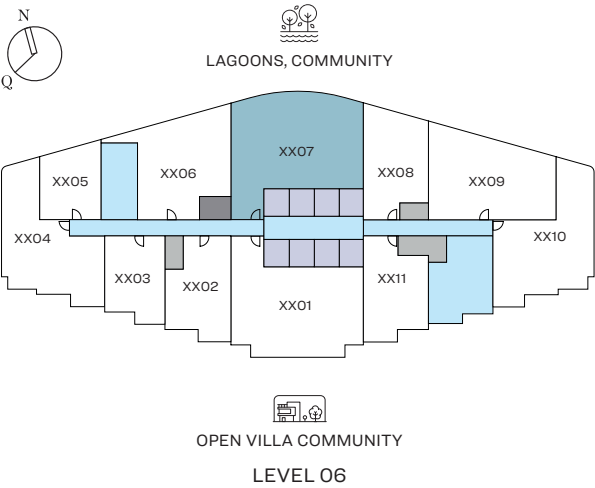 N
Q
LAGOONS, COMMUNITY
XX07
XX05
XX06
XX08
XX09
XX04
XX10
XX03
XX02
XX01
XX11
OPEN VILLA COMMUNITY
LEVEL 06